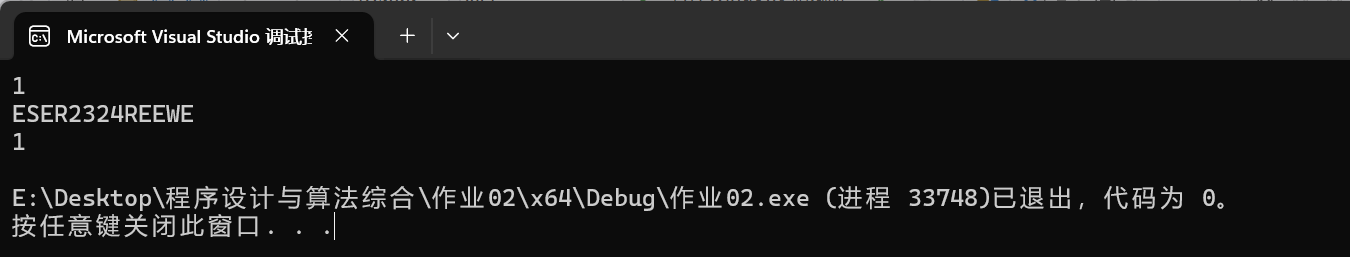 Microsoft Visual Studio 调试
1
ESER2324REEWE
1
E:\Desktop\程序设计与算法综合\作业02\x64\Debug\作业02.exe (进程 33748)已退出，代码为 0。
按任意键关闭此窗口. . .